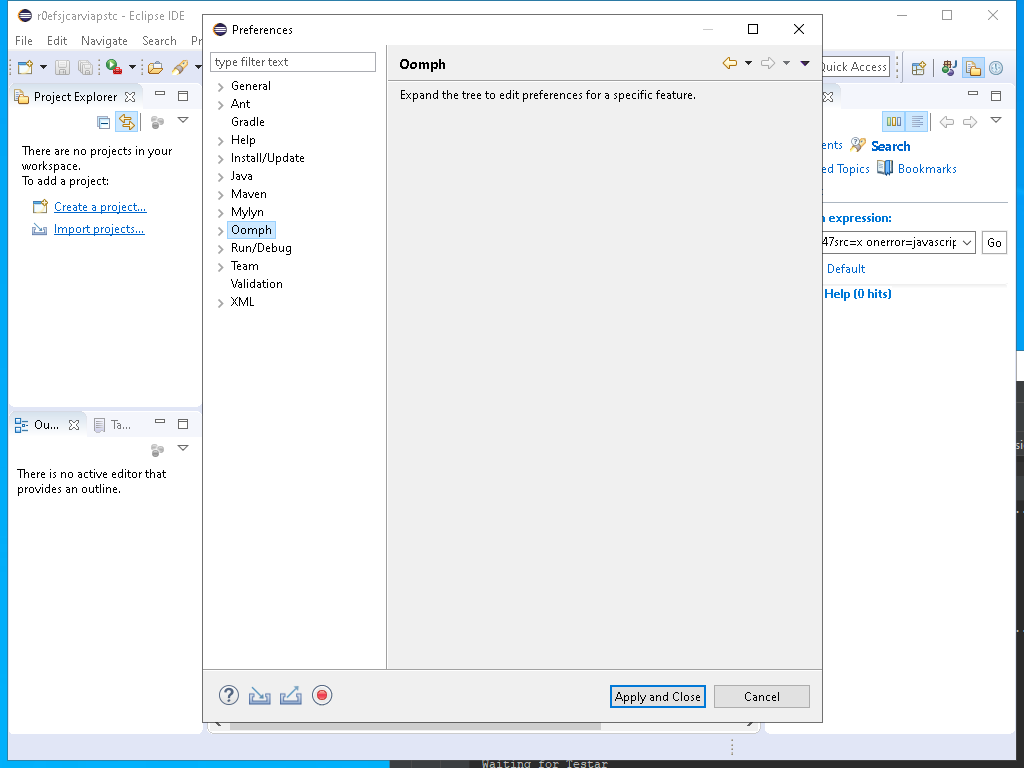 r0efsjcarviapstc - Eclipse IDE
File Edit Navigate Search
Quick Access
Project Explorer
There are no projects in your
workspace.
To add a project:
Create a project...
Import projects...
Ou... Ta...
There is no active editor that
provides an outline.
Preferences
type filter text
General
Ant
Gradle
Help
Install/Update
Java
Maven
Mylyn
Oomph
Run/Debug
Team
Validation
XML
Oomph
Expand the tree to edit preferences for a specific feature.
Apply and Close Cancel
Search
Topics Bookmarks
expression:
47src=x onerror=javascrip Go
Default
Help (0 hits)
Waiting for Testar